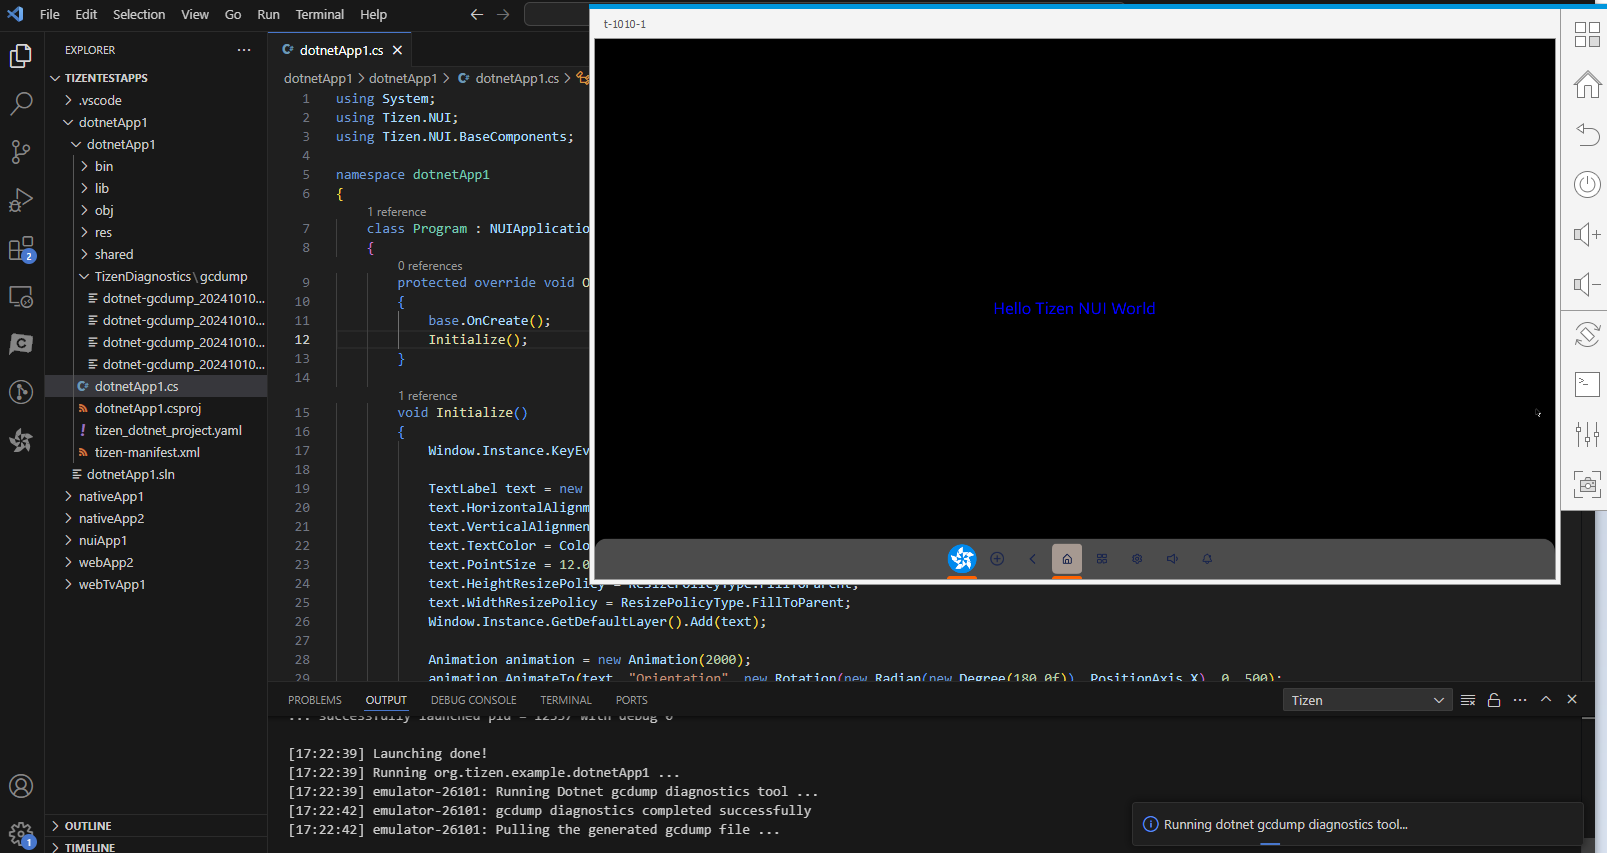 File Edit Selection View Go Run Terminal Help
EXPLORER
TIZENTESTAPPS
.vscode
dotnetApp1
dotnetApp1
bin
lib
obj
res
shared
TizenDiagnostics\gcdump
dotnet-gcdump_20241010...
dotnet-gcdump_20241010...
dotnet-gcdump_20241010...
dotnet-gcdump_20241010...
dotnetApp1.cs
dotnetApp1.csproj
tizen_dotnet_project.yaml
tizen-manifest.xml
dotnetApp1.sln
nativeApp1
nativeApp2
nuiApp1
webApp2
webTvApp1
OUTLINE
TIMELINE
2
1
dotnetApp1.cs
dotnetApp1 > dotnetApp1 > dotnetApp1.cs >
1 using System;
2 using Tizen.NUI;
3 using Tizen.NUI.BaseComponents;
4
5 namespace dotnetApp1
6 {
1 reference
7 class Program : NUIApplicatio
8 {
0 references
9 protected override void O
10 {
11 base.OnCreate();
12 Initialize();
13 }
14
1 reference
15 void Initialize()
16 {
17 Window.Instance.KeyEv
18
19 TextLabel text = new
20 text.HorizontalAlignm
21 text.VerticalAlignmen
22 text.TextColor = Colo
23 text.PointSize = 12.0
24 text.HeightResizePolicy = ResizePolicyType.FillToParent;
25 text.WidthResizePolicy = ResizePolicyType.FillToParent;
26 Window.Instance.GetDefaultLayer().Add(text);
27
28 Animation animation = new Animation(2000);
29 animation.AnimateTo(text, "Orientation", new Rotation(new Radian(new Degree(180.0f)), PositionAxis.X), 0, 500);
t-1010-1
Hello Tizen NUI World
PROBLEMS OUTPUT DEBUG CONSOLE TERMINAL PORTS
Tizen
... successfully launched pid = 12337 with debug 0
[17:22:39] Launching done!
[17:22:39] Running org.tizen.example.dotnetApp1 ...
[17:22:39] emulator-26101: Running Dotnet gcdump diagnostics tool ...
[17:22:42] emulator-26101: gcdump diagnostics completed successfully
[17:22:42] emulator-26101: Pulling the generated gcdump file ...
Running dotnet gcdump diagnostics tool...